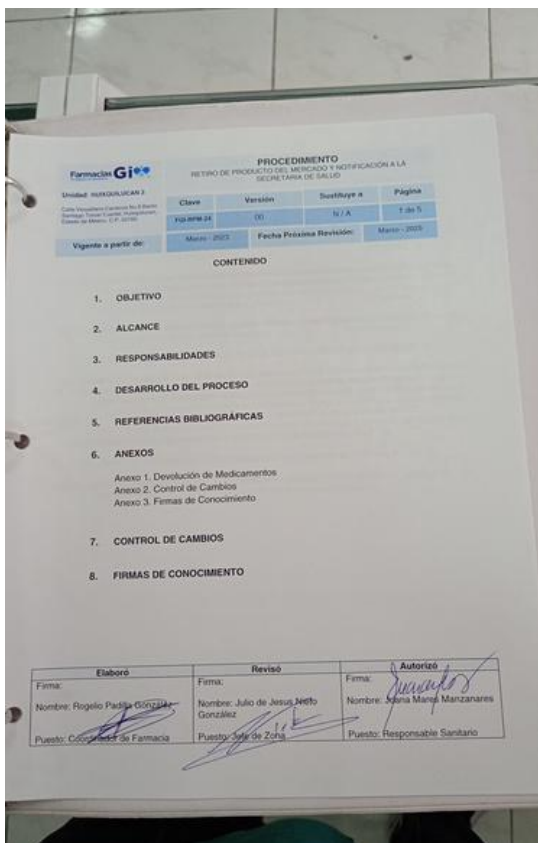 Farmacias Gi
PROCEDIMIENTO
RETIRO DE PRODUCTO DEL MERCADO Y NOTIFICACIÓN A LA
SECRETARIA DE SALUD
Unidad: HUIXQUILUCAN 2
Clave Versión Sustituye a Página
00 N / A 1 de 5
Vigente a partir de: Marzo - Fecha Próxima Revisión: Marzo -
CONTENIDO
1. OBJETIVO
2. ALCANCE
3. RESPONSABILIDADES
4. DESARROLLO DEL PROCESO
5. REFERENCIAS BIBLIOGRÁFICAS
6. ANEXOS
Anexo 1. Devolución de Medicamentos
Anexo 2. Control de Cambios
Anexo 3. Firmas de Conocimiento
7. CONTROL DE CAMBIOS
8. FIRMAS DE CONOCIMIENTO
Elaboró Revisó Autorizó
Firma: Firma: Firma:
Nombre: Rogelio Padilla González Nombre: Julio de Jesus Nieto Nombre: Joana Manzanares
González
Puesto: Coordinador de Farmacia Puesto: Jefe de Zona Puesto: Responsable Sanitario